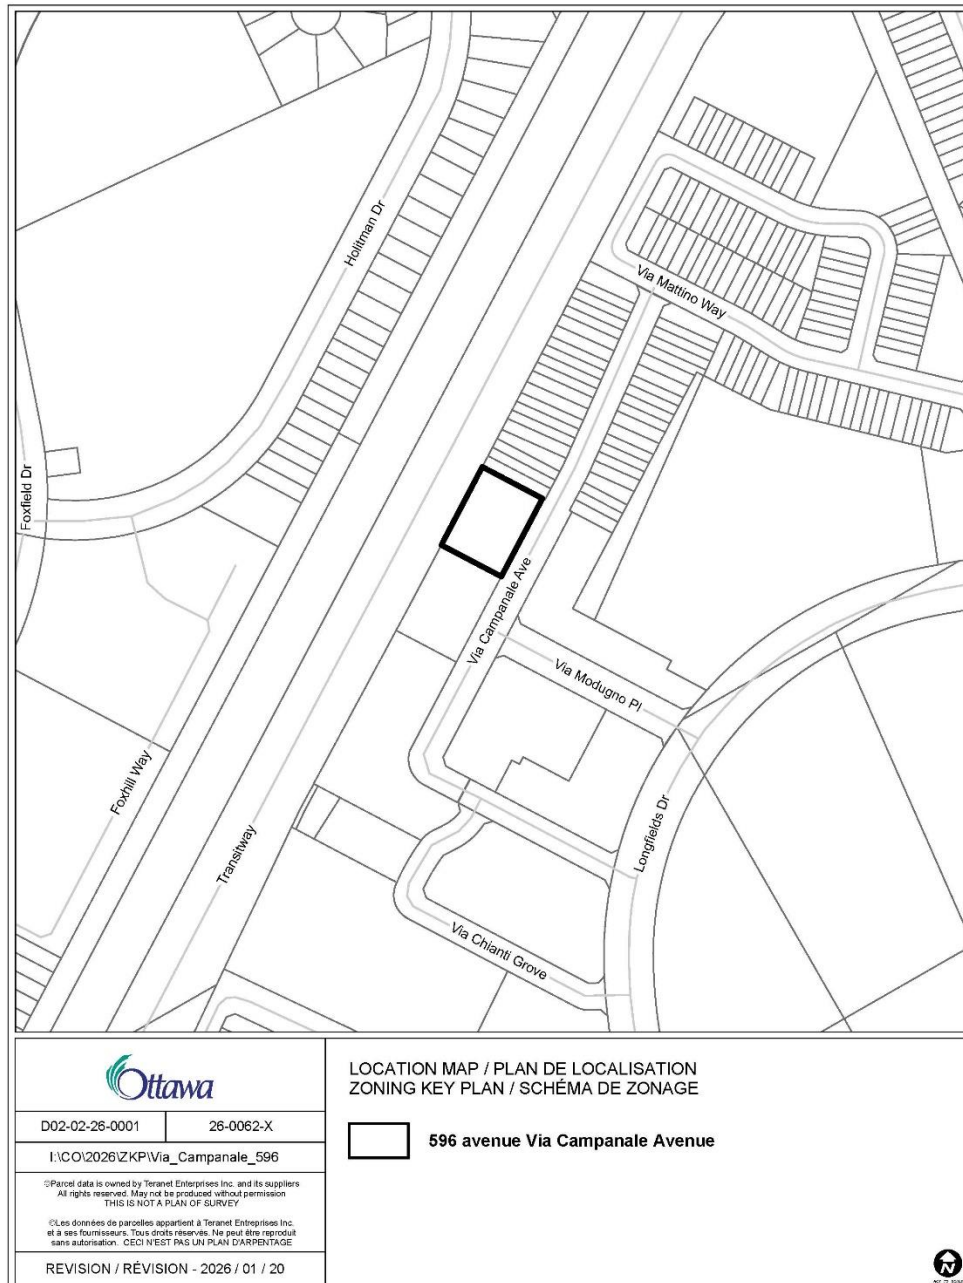 Holitman Dr
Via Mattino Way
Foxfield Dr
Via Campanale Ave
Via Modugno Pl
Foxhill Way
Transitway
Longfields Dr
Via Chianti Grove
Ottawa
D02-02-26-0001
26-0062-X
I:\CO\2026\ZKP\Via_Campanale_596
©Parcel data is owned by Teranet Enterprises Inc. and its suppliers
All rights reserved. May not be produced without permission
THIS IS NOT A PLAN OF SURVEY
©Les données de parcelles appartient à Teranet Entreprises Inc.
et à ses fournisseurs. Tous droits réservés. Ne peut être reproduit
sans autorisation. CECI N'EST PAS UN PLAN D'ARPENTAGE
REVISION / RÉVISION - 2026 / 01 / 20
LOCATION MAP / PLAN DE LOCALISATION
ZONING KEY PLAN / SCHÉMA DE ZONAGE
596 avenue Via Campanale Avenue
N